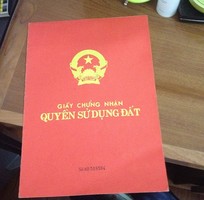 GIẤY CHỨNG NHẬN
QUYỀN SỬ DỤNG ĐẤT